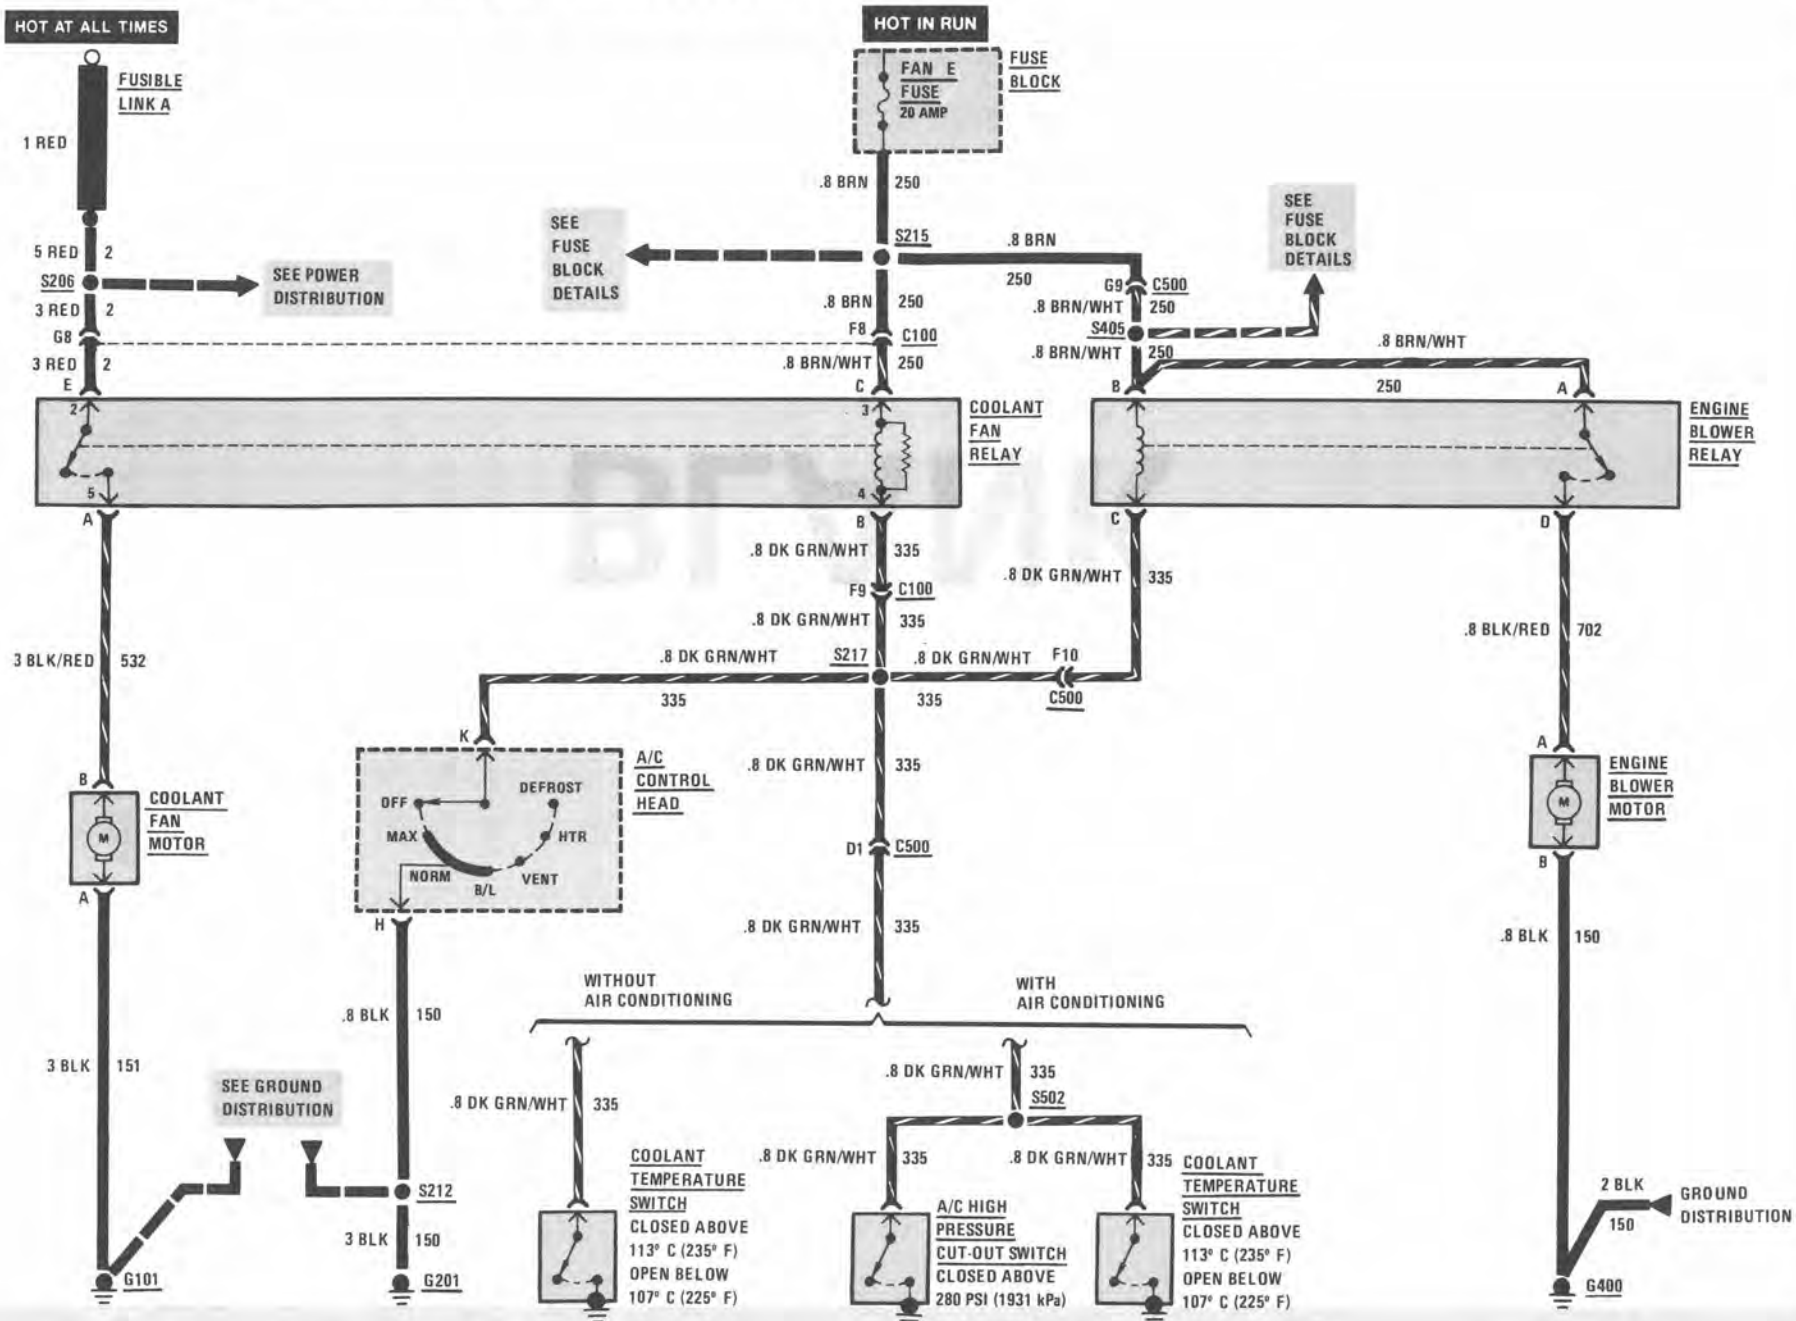 HOT AT ALL TIMES
HOT IN RUN
FUSIBLE
LINK A
1 RED
FAN E
FUSE
20 AMP
FUSE
BLOCK
.8 BRN 250
5 RED 2
S206
SEE POWER
DISTRIBUTION
3 RED 2
G8
3 RED 2
E
SEE
FUSE
BLOCK
DETAILS
S215
.8 BRN
250
.8 BRN 250
F8 C100
.8 BRN/WHT 250
C
G9 C500
.8 BRN/WHT 250
S405
.8 BRN/WHT 250
B
SEE
FUSE
BLOCK
DETAILS
.8 BRN/WHT
250
A
2
5
3
4
COOLANT
FAN
RELAY
ENGINE
BLOWER
RELAY
A
B
C
D
.8 DK GRN/WHT 335
F9 C100
.8 DK GRN/WHT 335
.8 DK GRN/WHT 335
3 BLK/RED 532
.8 BLK/RED 702
.8 DK GRN/WHT
335
S217
.8 DK GRN/WHT
335
F10
C500
K
A/C
CONTROL
HEAD
OFF
MAX
NORM
B/L
VENT
HTR
DEFROST
H
B
COOLANT
FAN
MOTOR
M
A
.8 DK GRN/WHT 335
D1 C500
.8 DK GRN/WHT 335
A
ENGINE
BLOWER
MOTOR
M
B
.8 BLK 150
WITHOUT
AIR CONDITIONING
WITH
AIR CONDITIONING
.8 BLK 150
3 BLK 151
SEE GROUND
DISTRIBUTION
S212
3 BLK 150
G101
G201
.8 DK GRN/WHT 335
.8 DK GRN/WHT 335
S502
.8 DK GRN/WHT 335
.8 DK GRN/WHT 335
COOLANT
TEMPERATURE
SWITCH
CLOSED ABOVE
113° C (235° F)
OPEN BELOW
107° C (225° F)
A/C HIGH
PRESSURE
CUT-OUT SWITCH
CLOSED ABOVE
280 PSI (1931 kPa)
COOLANT
TEMPERATURE
SWITCH
CLOSED ABOVE
113° C (235° F)
OPEN BELOW
107° C (225° F)
2 BLK
150
GROUND
DISTRIBUTION
G400